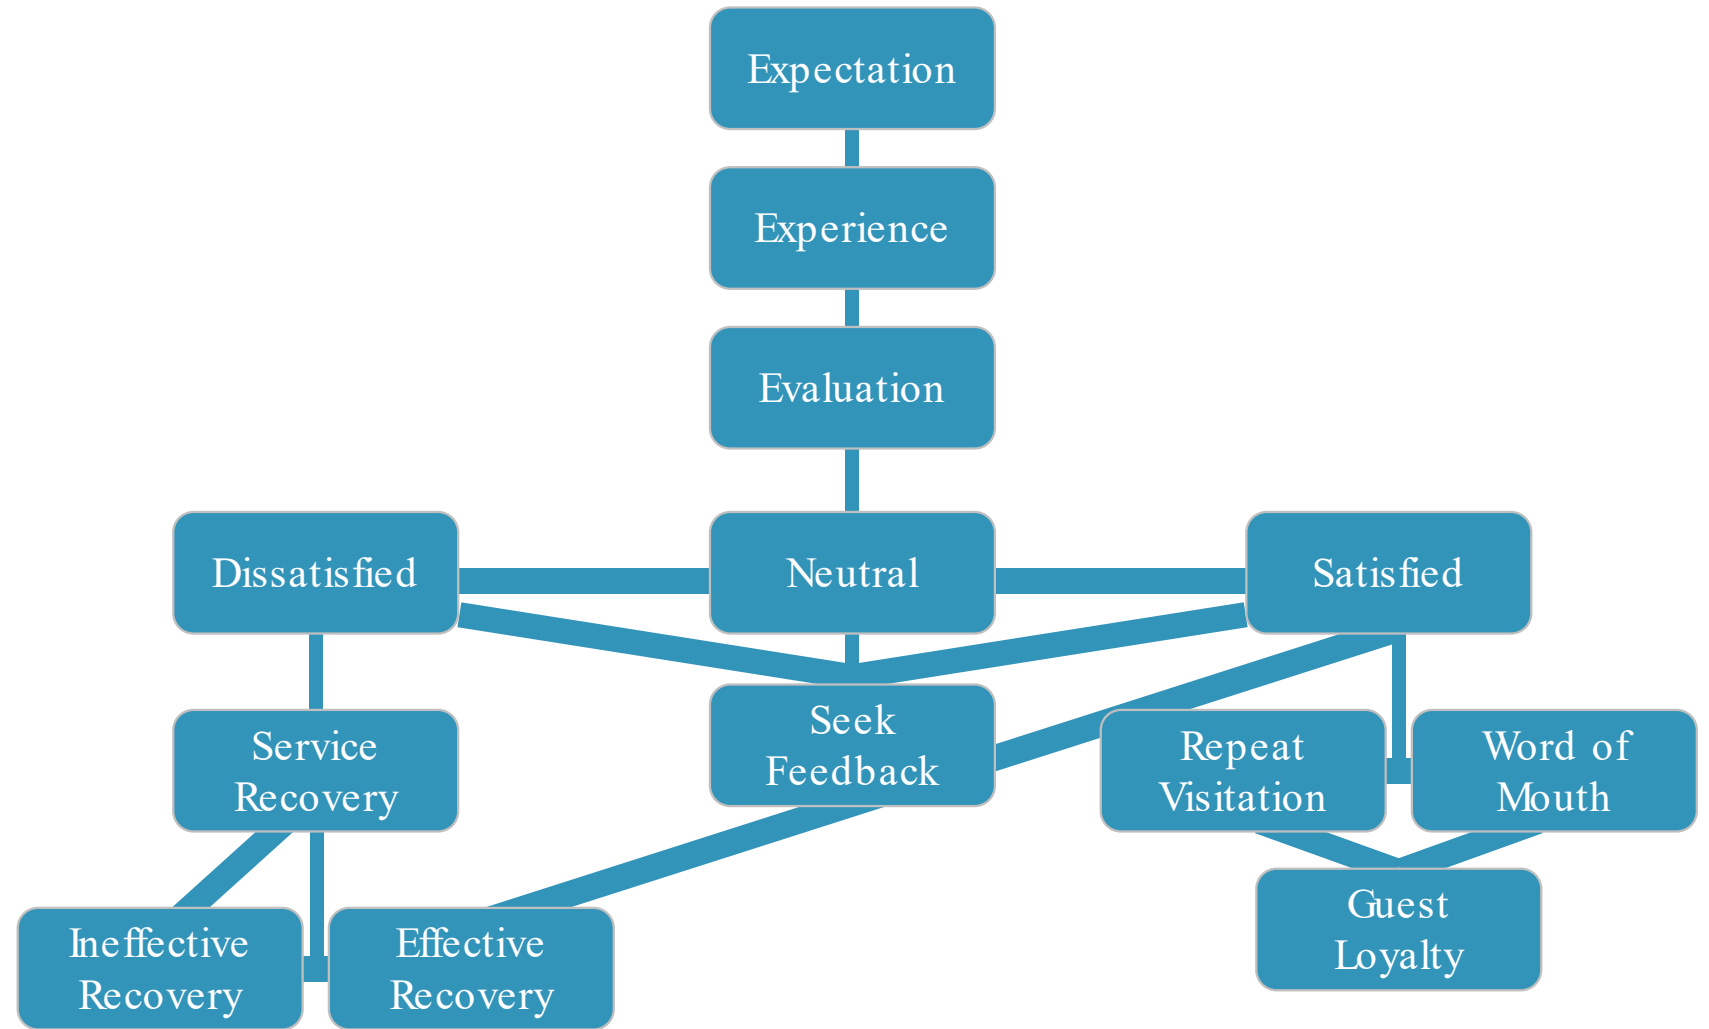 Expectation
Experience
Evaluation
Dissatisfied
Neutral
Satisfied
Service
Recovery
Seek
Feedback
Repeat
Visitation
Word of
Mouth
Ineffective
Recovery
Effective
Recovery
Guest
Loyalty